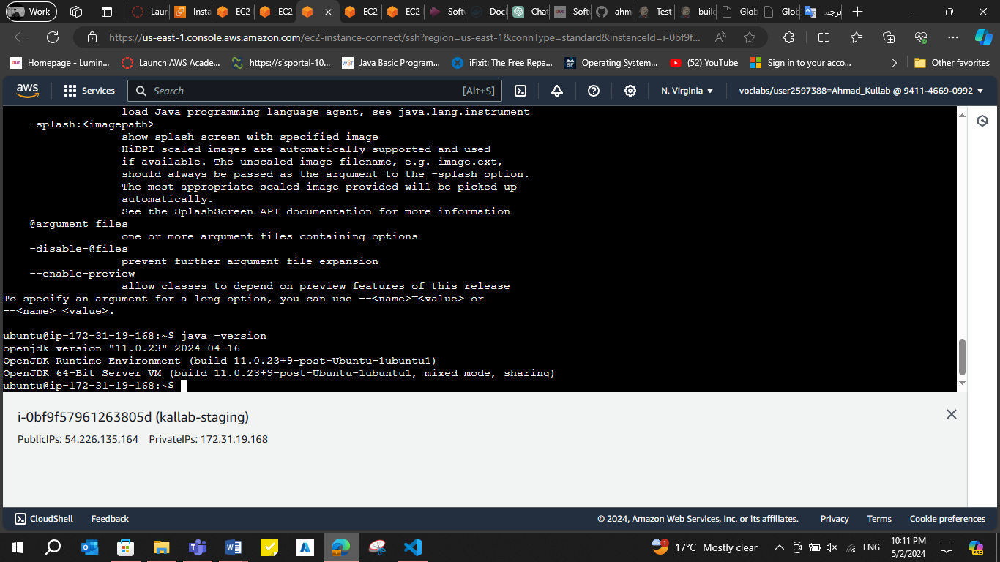 Work
Laun
Insta
EC2
EC2
EC2
EC2
Softv
Doc
Chat
Softv
ahm
Test-
build
Glob
Glob
ترجمة
https://us-east-1.console.aws.amazon.com/ec2-instance-connect/ssh?region=us-east-1&connType=standard&instanceId=i-0bf9f...
Homepage - Lumin...
Launch AWS Acade...
https://sisportal-10...
Java Basic Program...
iFixit: The Free Repa...
Operating System...
(52) YouTube
Sign in to your acco...
Other favorites
aws
Services
Search
[Alt+S]
N. Virginia
voclabs/user2597388=Ahmad_Kullab @ 9411-4669-0992
load Java programming language agent, see java.lang.instrument
-splash:<imagepath>
show splash screen with specified image
HiDPI scaled images are automatically supported and used
if available. The unscaled image filename, e.g. image.ext,
should always be passed as the argument to the -splash option.
The most appropriate scaled image provided will be picked up
automatically.
See the SplashScreen API documentation for more information
@argument files
one or more argument files containing options
-disable-@files
prevent further argument file expansion
--enable-preview
allow classes to depend on preview features of this release
To specify an argument for a long option, you can use --<name>=<value> or
--<name> <value>.
ubuntu@ip-172-31-19-168:~$ java -version
openjdk version "11.0.23" 2024-04-16
OpenJDK Runtime Environment (build 11.0.23+9-post-Ubuntu-1ubuntu1)
OpenJDK 64-Bit Server VM (build 11.0.23+9-post-Ubuntu-1ubuntu1, mixed mode, sharing)
ubuntu@ip-172-31-19-168:~$
i-0bf9f57961263805d (kallab-staging)
PublicIPs: 54.226.135.164 PrivateIPs: 172.31.19.168
CloudShell
Feedback
© 2024, Amazon Web Services, Inc. or its affiliates.
Privacy
Terms
Cookie preferences
17°C Mostly clear
ENG
10:11 PM
5/2/2024